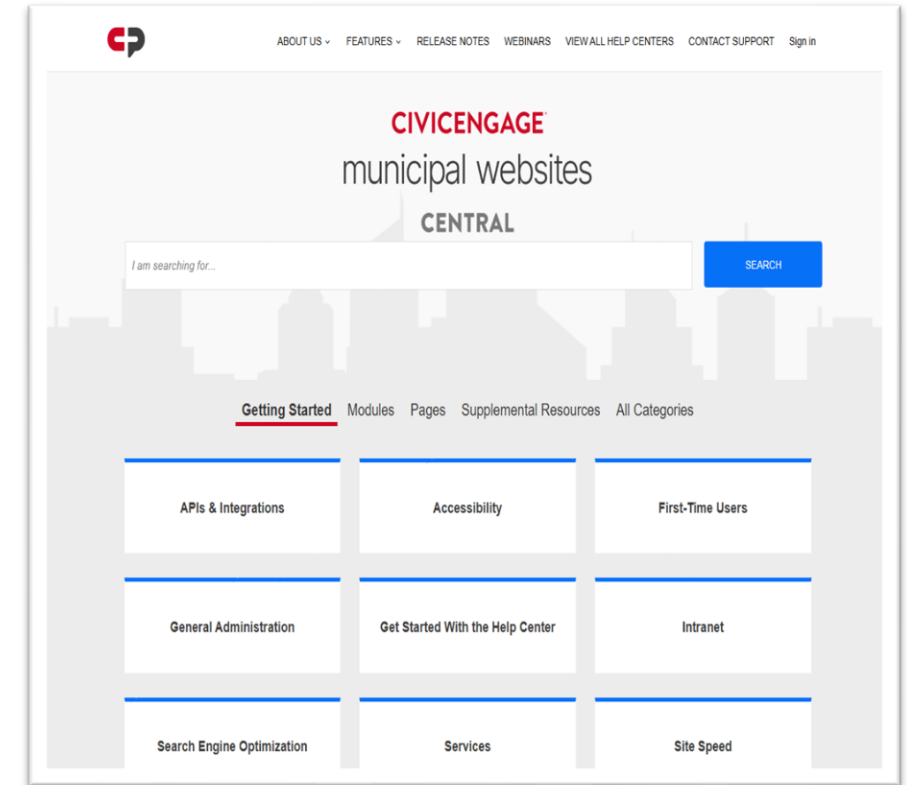 ABOUT US FEATURES RELEASE NOTES WEBINARS VIEW ALL HELP CENTERS CONTACT SUPPORT Sign in
CIVICENGAGE
municipal websites
CENTRAL
I am searching for... SEARCH
Getting Started Modules Pages Supplemental Resources All Categories
APIs & Integrations Accessibility First-Time Users
General Administration Get Started With the Help Center Intranet
Search Engine Optimization Services Site Speed